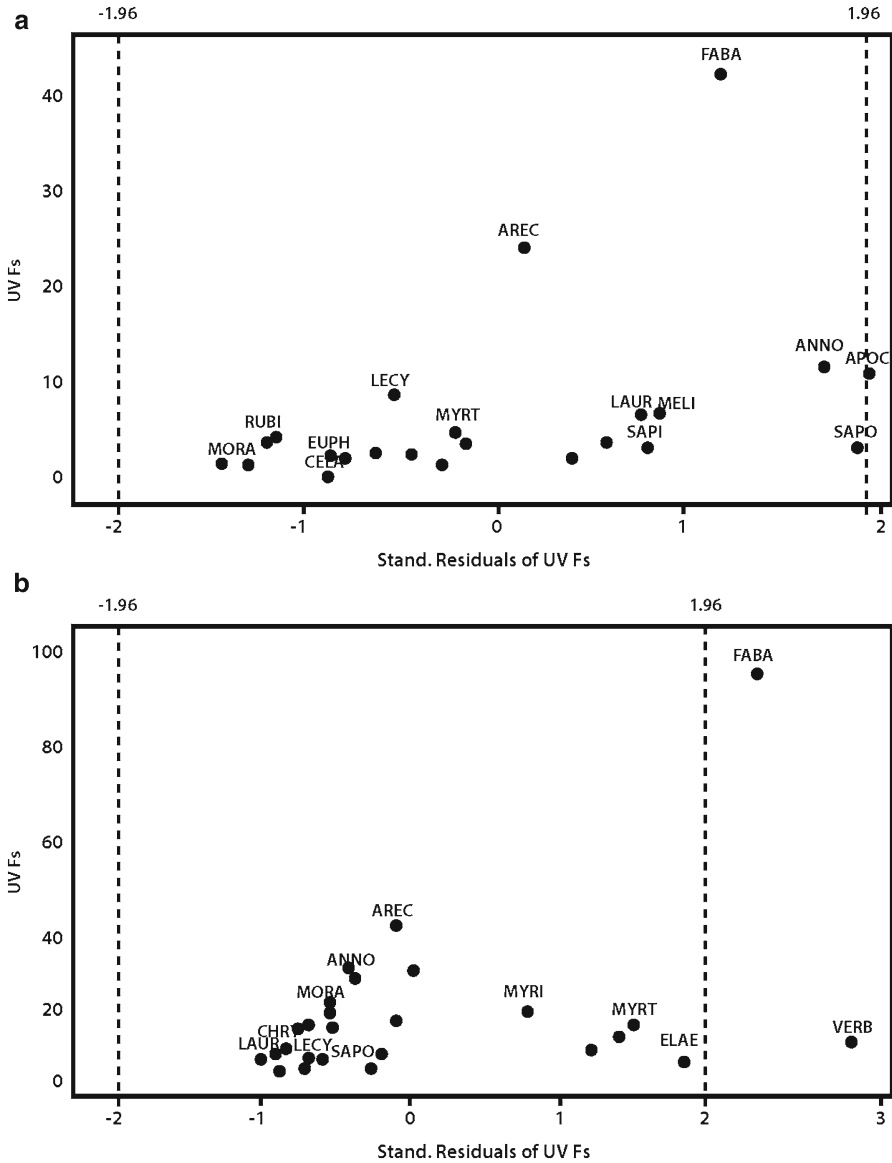 a
-1.96 1.96
FABA
40
30
AREC
20
UV Fs
ANNO
APOC
10
LECY
LAUR MELI
MYRT
RUBI
SAPI
SAPO
EUPH
MORA
CELA
0
-2 -1 0 1 2
Stand. Residuals of UV Fs
b
-1.96 1.96
100
FABA
80
60
UV Fs
40
AREC
ANNO
MORA
MYRI
20
MYRT
CHRY
VERB
LAUR LECY SAPO
ELAE
0
-2 -1 0 1 2 3
Stand. Residuals of UV Fs